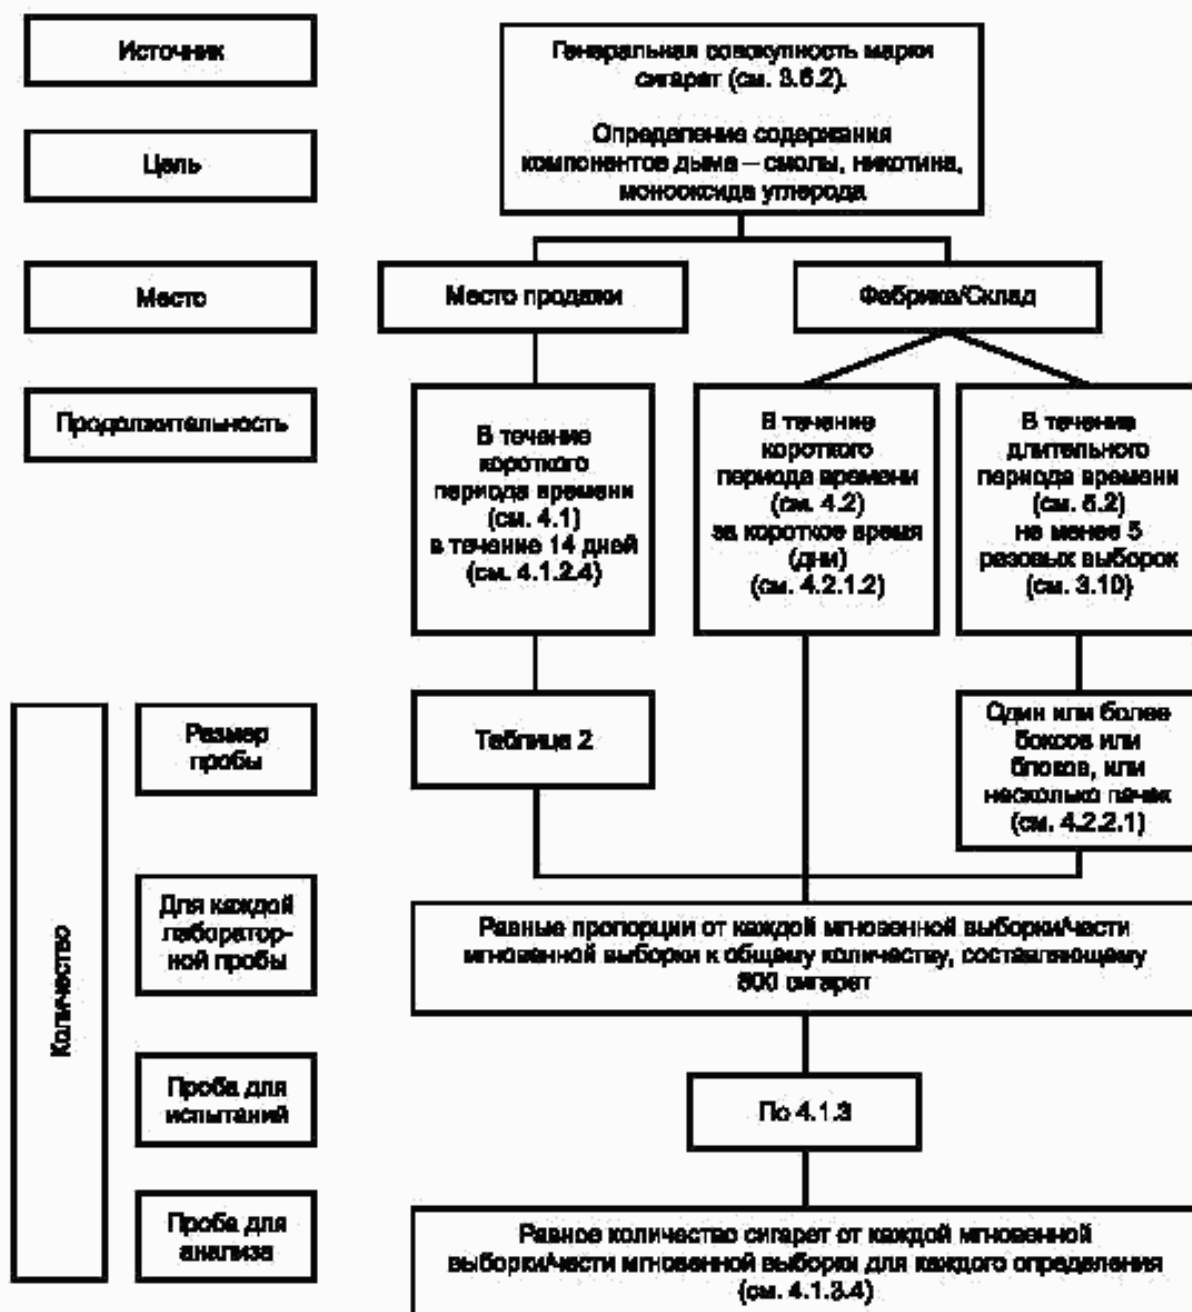 Источник
Генеральная совокупность марки
сигарет (см. 3.6.2).
Цель
Определение содержания
компонентов дыма – смолы, никотина,
монооксида углерода
Место
Место продажи
Фабрика/Склад
Продолжительность
В течение
короткого
периода времени
(см. 4.1)
в течение 14 дней
(см. 4.1.2.4)
В течение
короткого
периода времени
(см. 4.2)
за короткое время
(дни)
(см. 4.2.1.2)
В течение
длительного
периода времени
(см. 5.2)
не менее 5
разовых выборок
(см. 3.10)
Количество
Размер
пробы
Таблица 2
Один или более
боксов или
блоков, или
несколько пачек
(см. 4.2.2.1)
Для каждой
лаборатор-
ной пробы
Равные пропорции от каждой мгновенной выборки/части
мгновенной выборки к общему количеству, составляющему
800 сигарет
Проба для
испытаний
По 4.1.3
Проба для
анализа
Равное количество сигарет от каждой мгновенной
выборки/части мгновенной выборки для каждого определения
(см. 4.1.3.4)